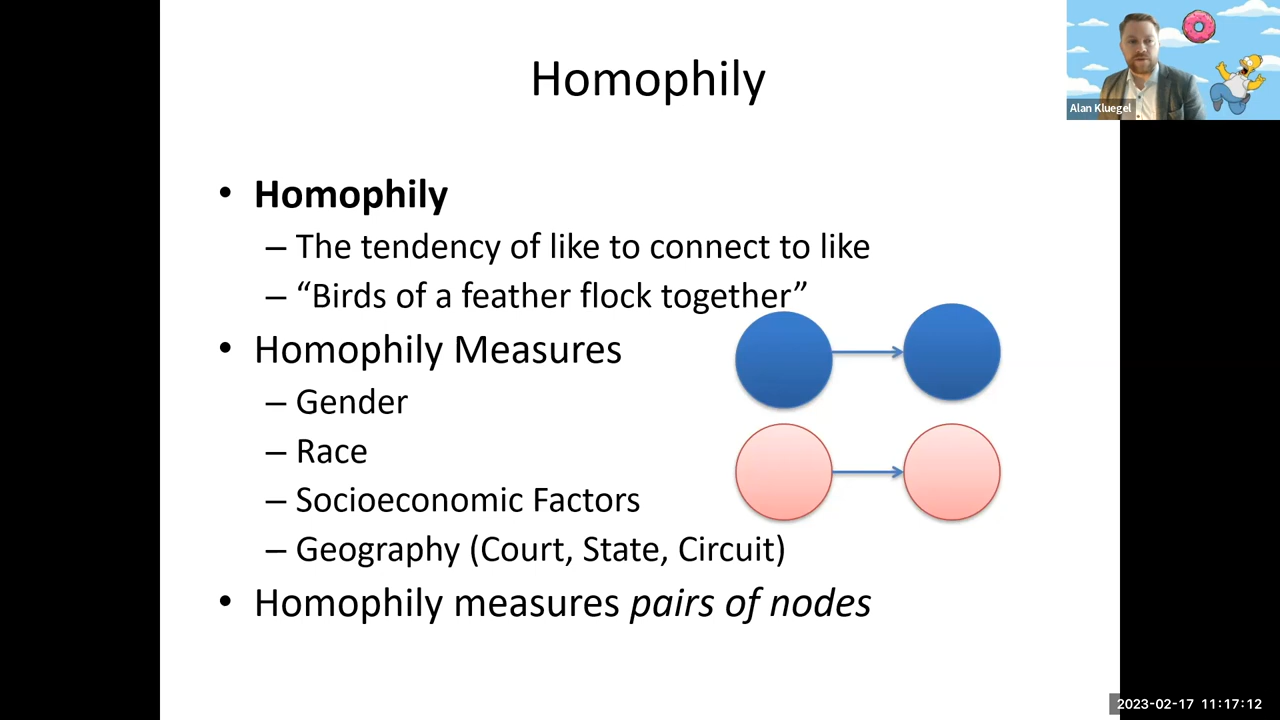 Homophily
Alan Kluegel
• Homophily
– The tendency of like to connect to like
– “Birds of a feather flock together”
• Homophily Measures
– Gender
– Race
– Socioeconomic Factors
– Geography (Court, State, Circuit)
• Homophily measures pairs of nodes
2023-02-17 11:17:12